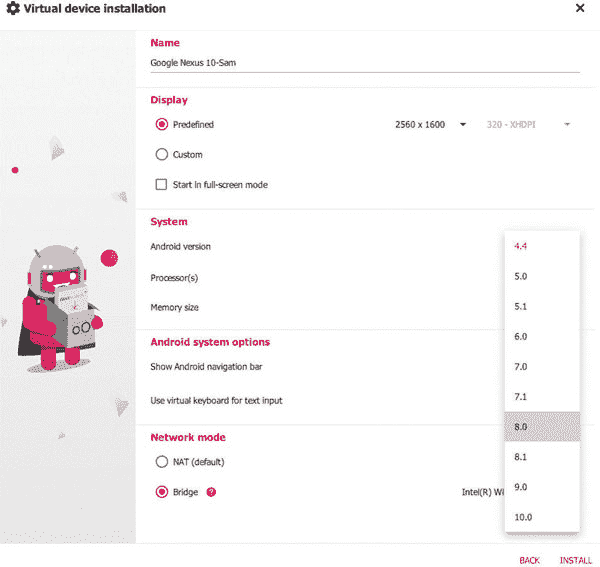 Virtual device installation
Name
Google Nexus 10-Sam
Display
Predefined 2560 x 1600 320 - XHDPI
Custom
Start in full-screen mode
System
Android version
Processor(s)
Memory size
Android system options
Show Android navigation bar
Use virtual keyboard for text input
Network mode
NAT (default)
Bridge ? Intel(R) Wi
4.4
5.0
5.1
6.0
7.0
7.1
8.0
8.1
9.0
10.0
BACK INSTALL